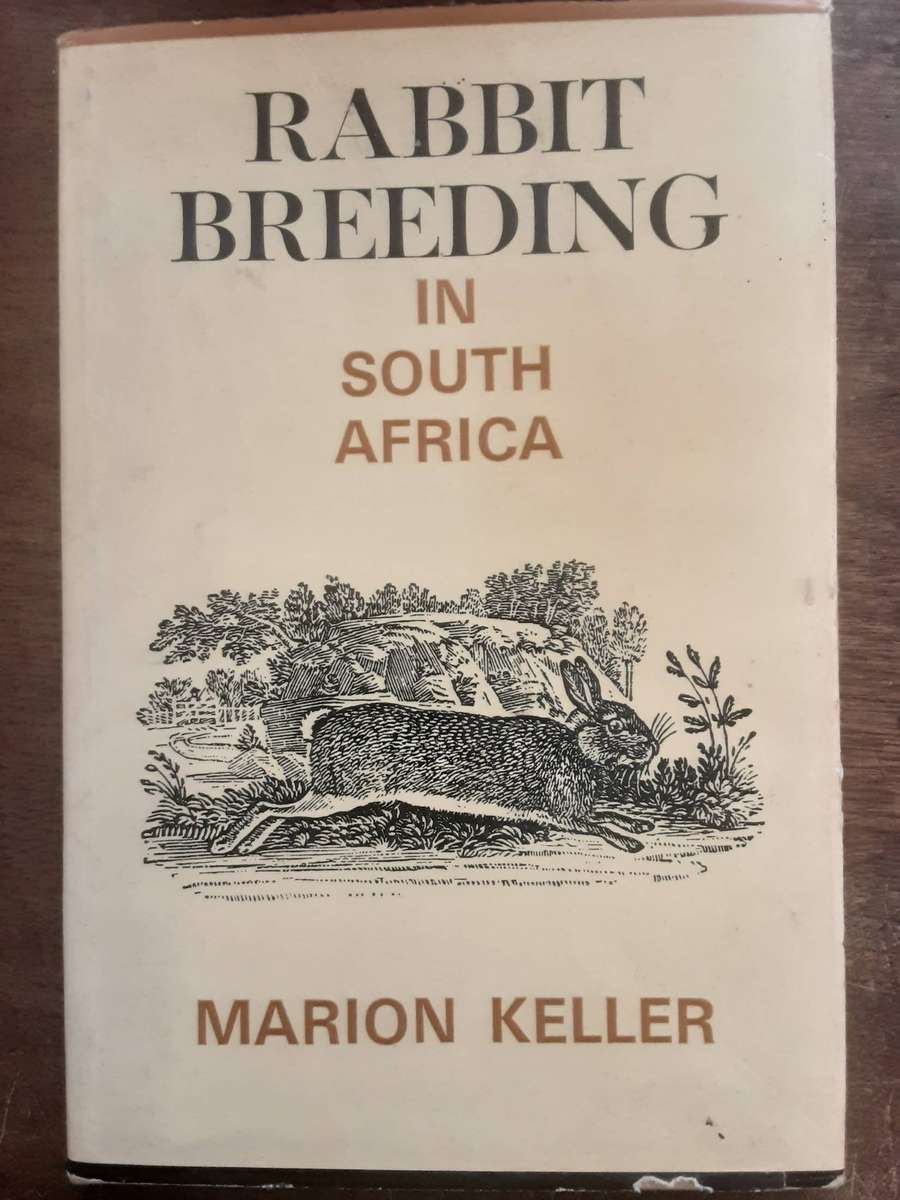 RABBIT
BREEDING
IN
SOUTH
AFRICA
MARION KELLER